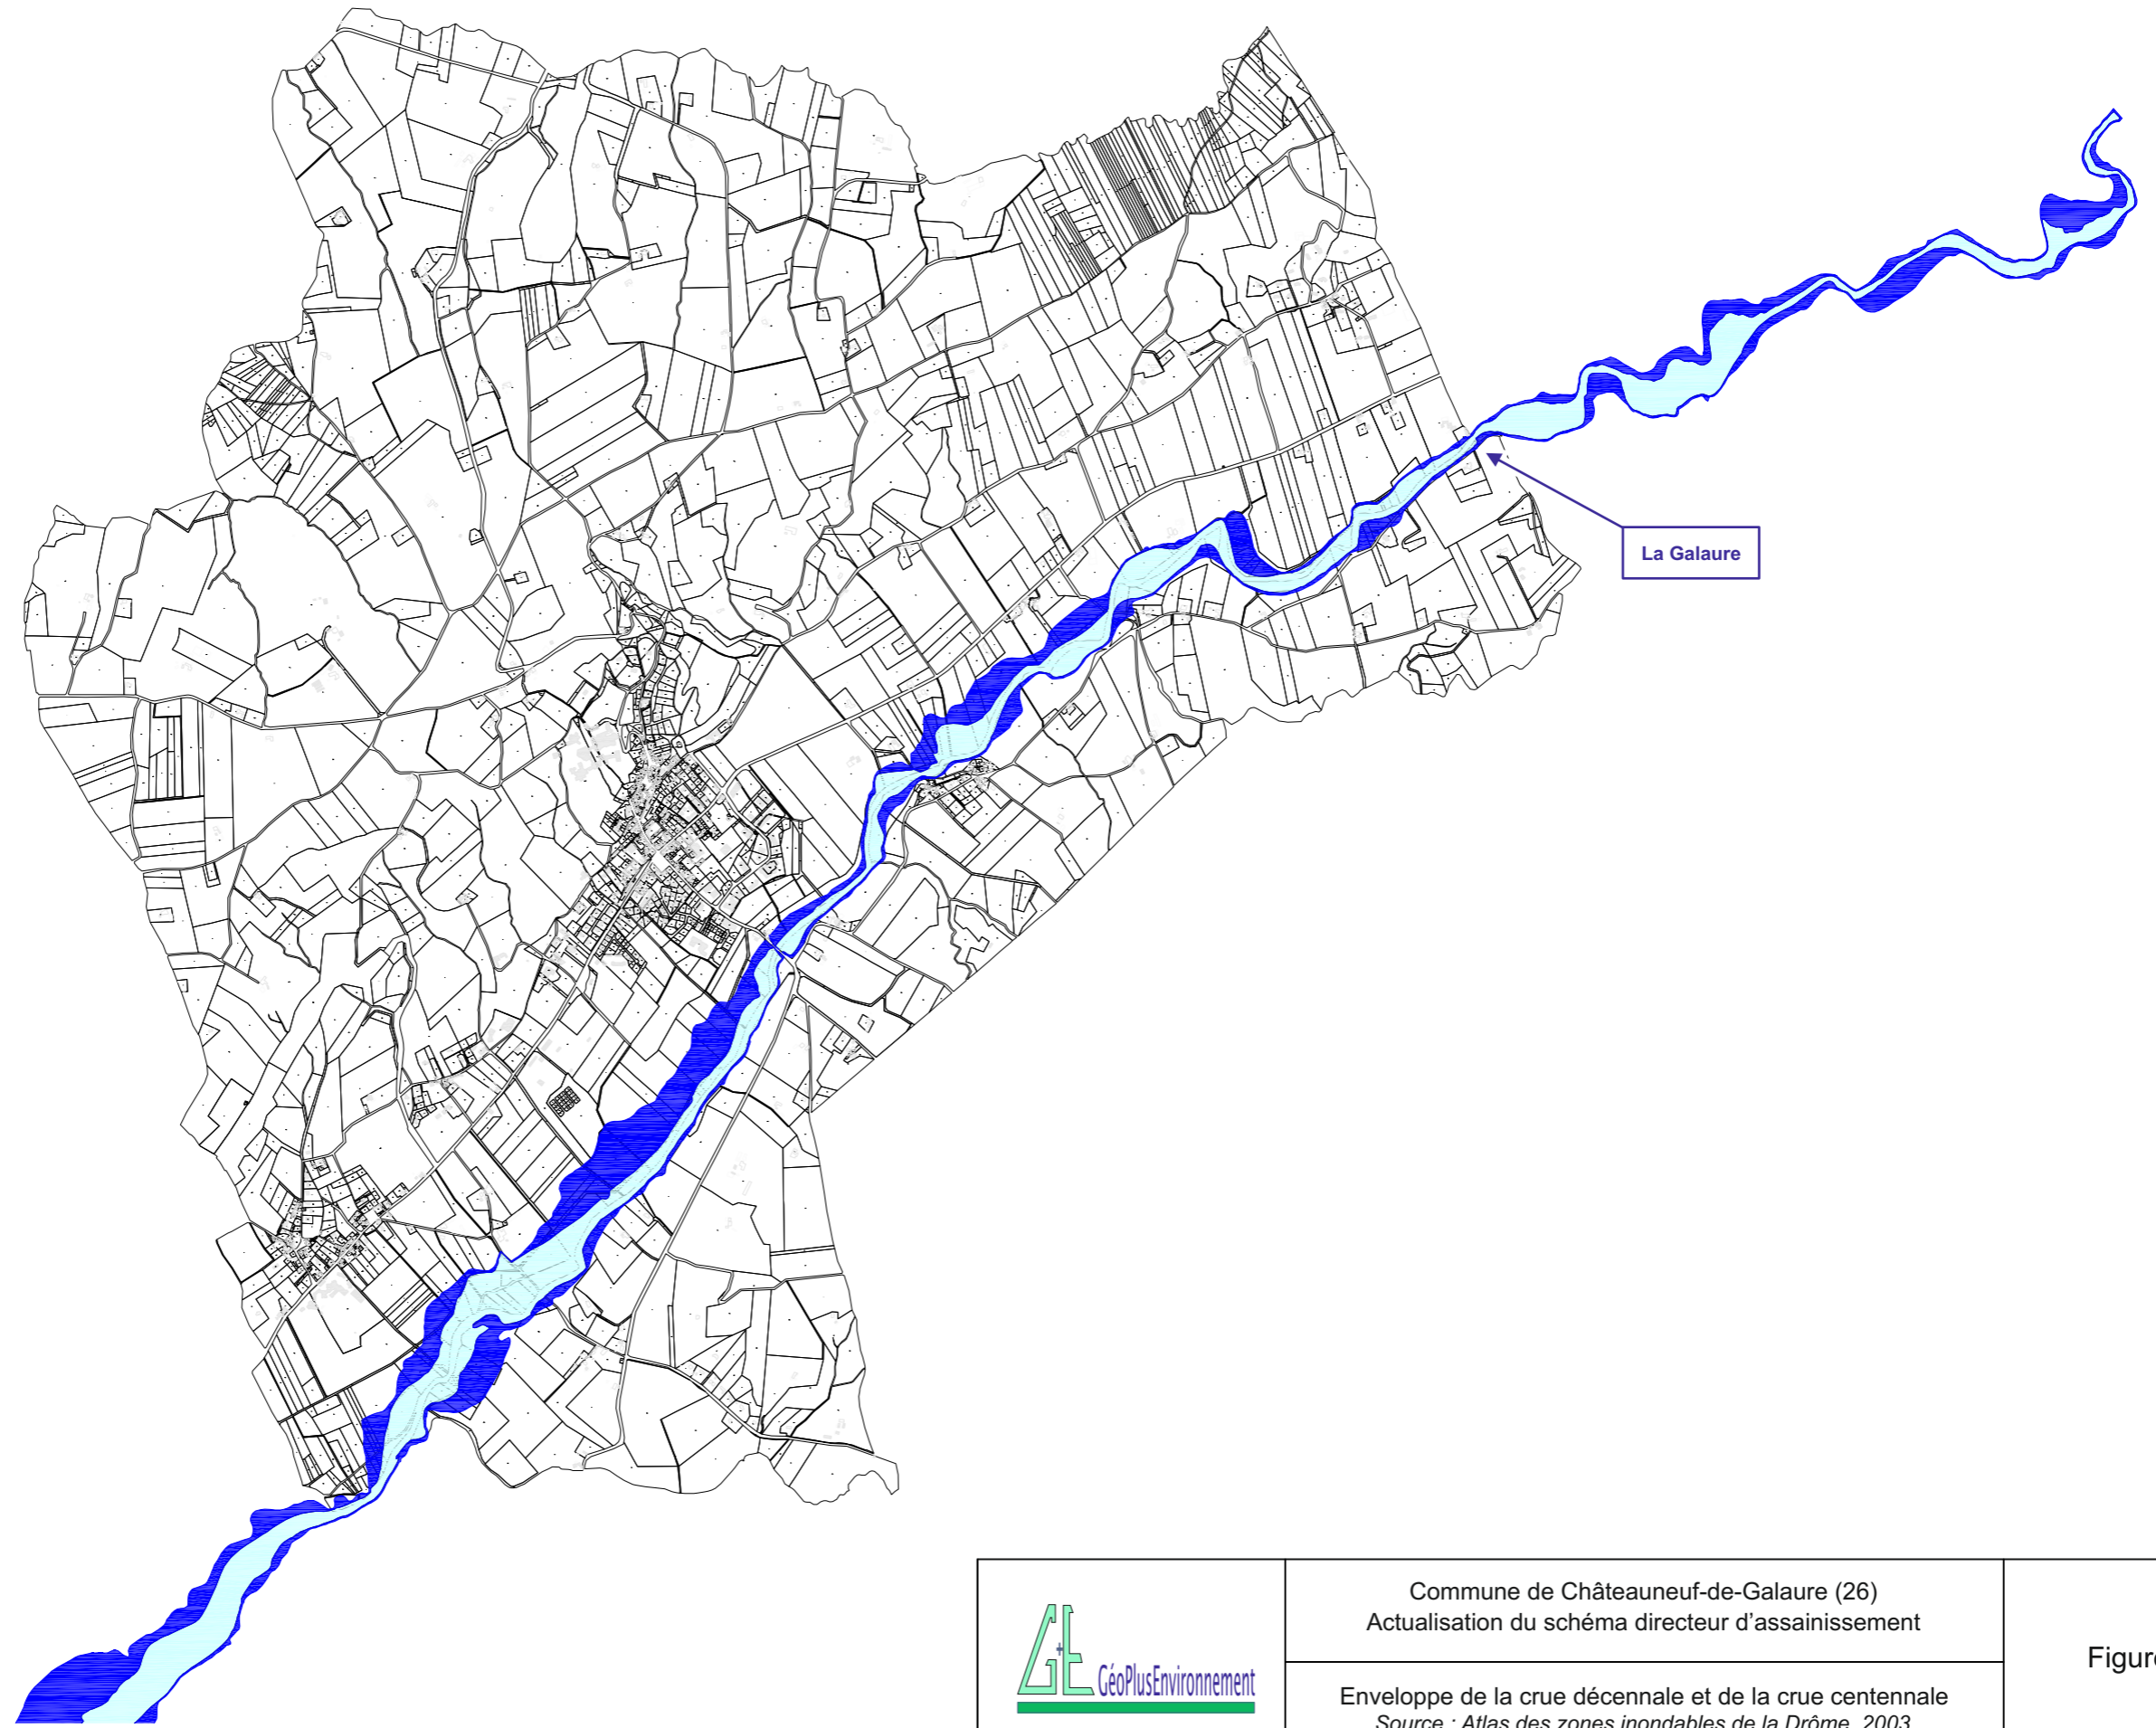 La Galaure
GéoPlusEnvironnement
Commune de Châteauneuf-de-Galaure (26)
Actualisation du schéma directeur d'assainissement
Enveloppe de la crue décennale et de la crue centennale
Source : Atlas des zones inondables de la Drôme, 2003
Figure